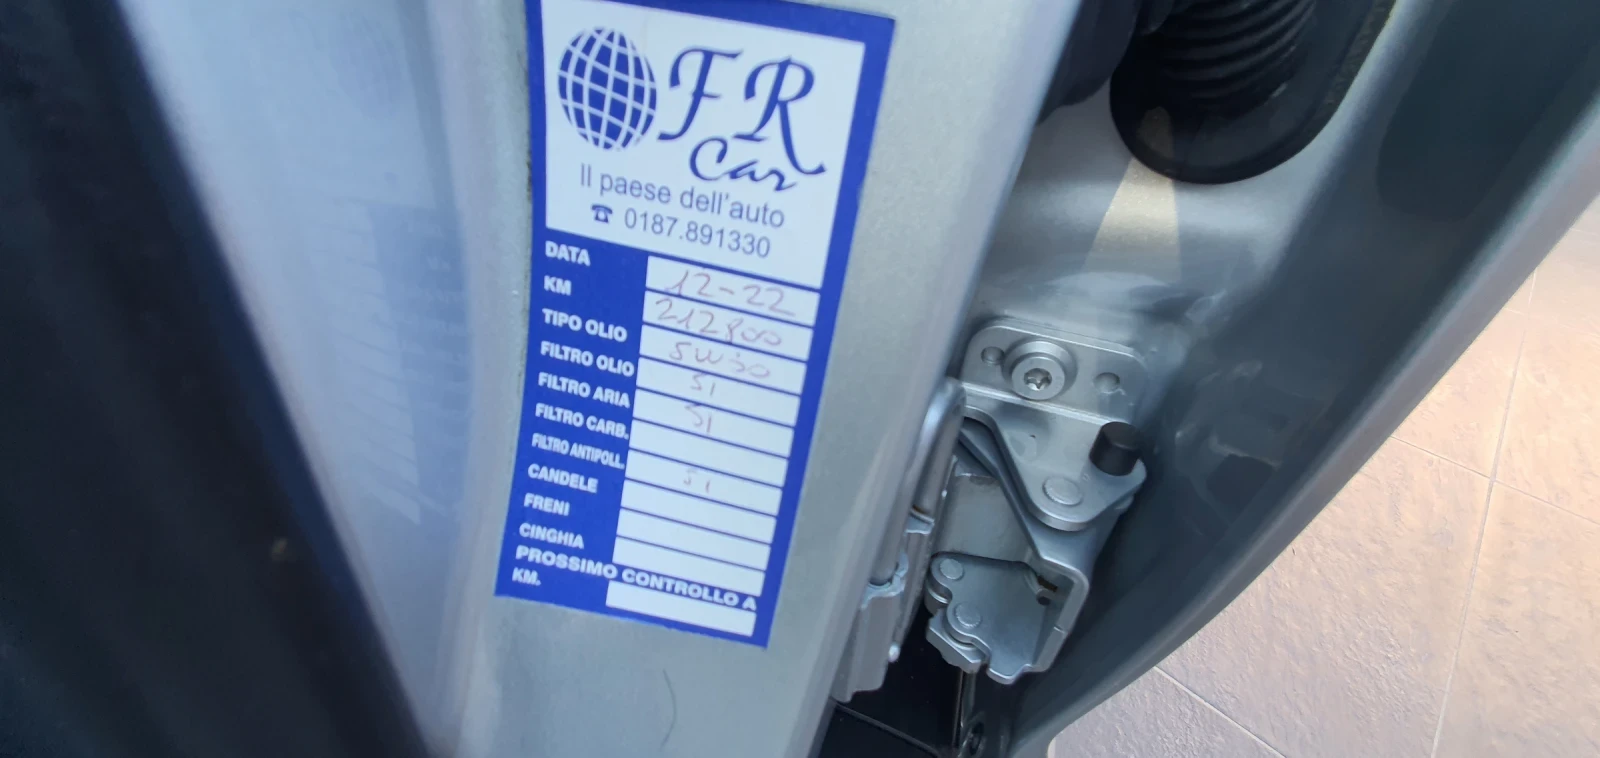 FR
Car
Il paese dell'auto
☎ 0187.891330
DATA 12-22
KM 212800
TIPO OLIO 5W30
FILTRO OLIO SI
FILTRO ARIA SI
FILTRO CARB.
FILTRO ANTIPOLL. SI
CANDELE
FRENI
CINGHIA
PROSSIMO CONTROLLO A
KM.